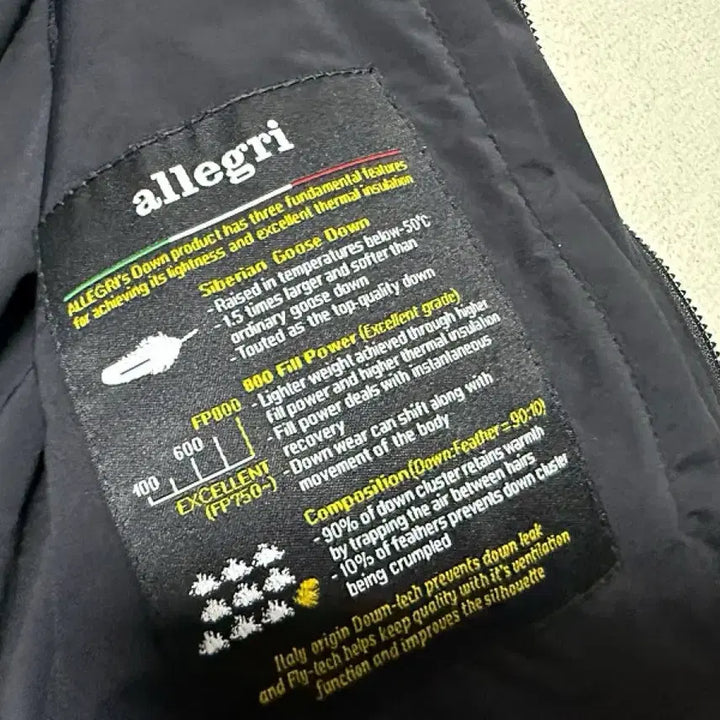 allegri
ALLEGRI's Down product has three fundamental features
for achieving its lightness and excellent thermal insulation
Siberian Goose Down
- Raised in temperatures below-50°C
- 1.5 times larger and softer than
ordinary goose down
- Touted as the top-quality down
800 Fill Power (Excellent grade)
- Lighter weight achieved through higher
fill power and higher thermal insulation
- Fill power deals with instantaneous
recovery
- Down wear can shift along with
movement of the body
FP800
600
400
EXCELLENT
(FP750~)
Composition (Down:Feather = 90:10)
- 90% of down cluster retains warmth
by trapping the air between hairs
- 10% of feathers prevents down cluster
being crumpled
Italy origin Down-tech prevents down leak
and Fly-tech helps keep quality with it's ventilation
function and improves the silhouette